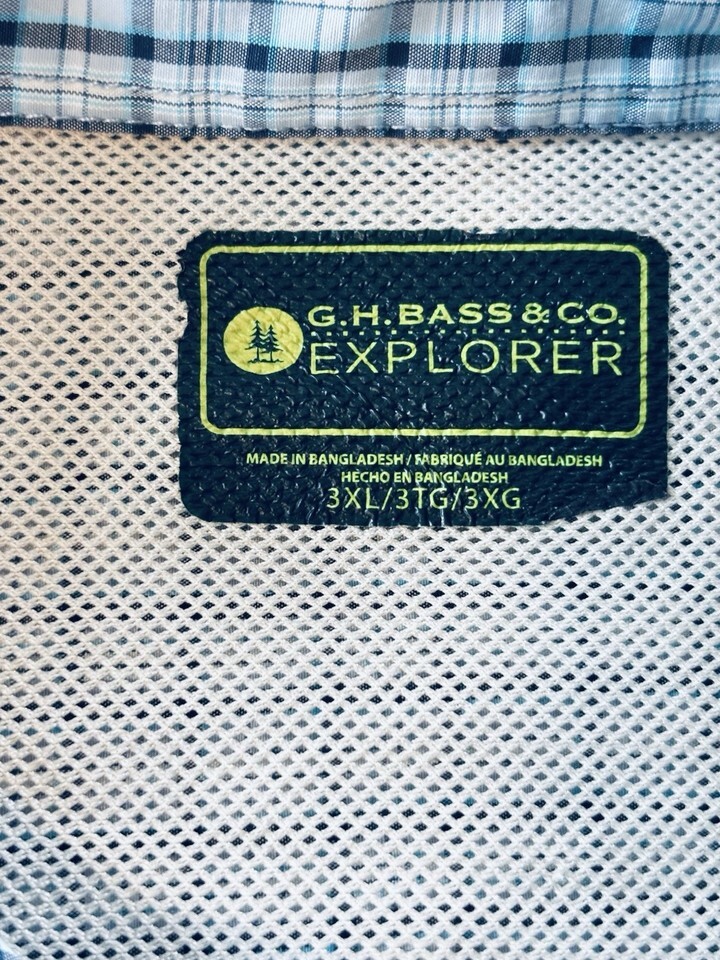 G.H. BASS & CO.
EXPLORER
MADE IN BANGLADESH / FABRIQUÉ AU BANGLADESH
HECHO EN BANGLADESH
3XL/3TG/3XG